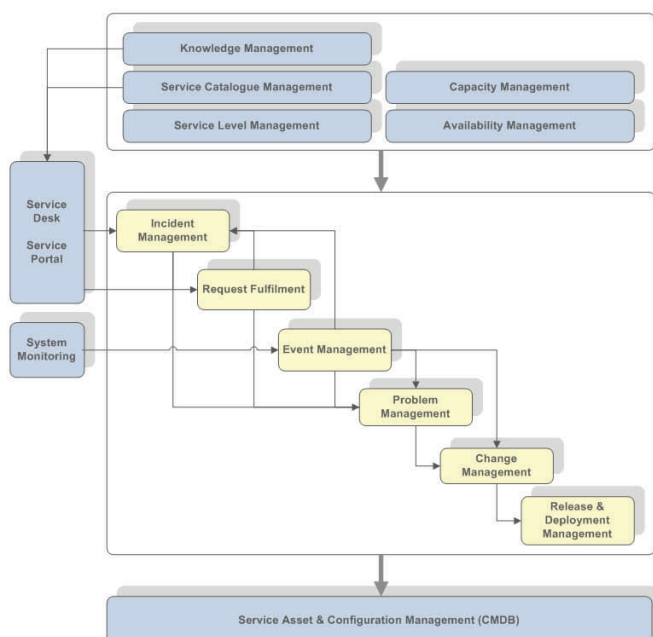 Knowledge Management
Service Catalogue Management
Capacity Management
Service Level Management
Availability Management
Service
Desk
Service
Portal
Incident
Management
Request Fulfilment
System
Monitoring
Event Management
Problem
Management
Change
Management
Release &
Deployment
Management
Service Asset & Configuration Management (CMDB)